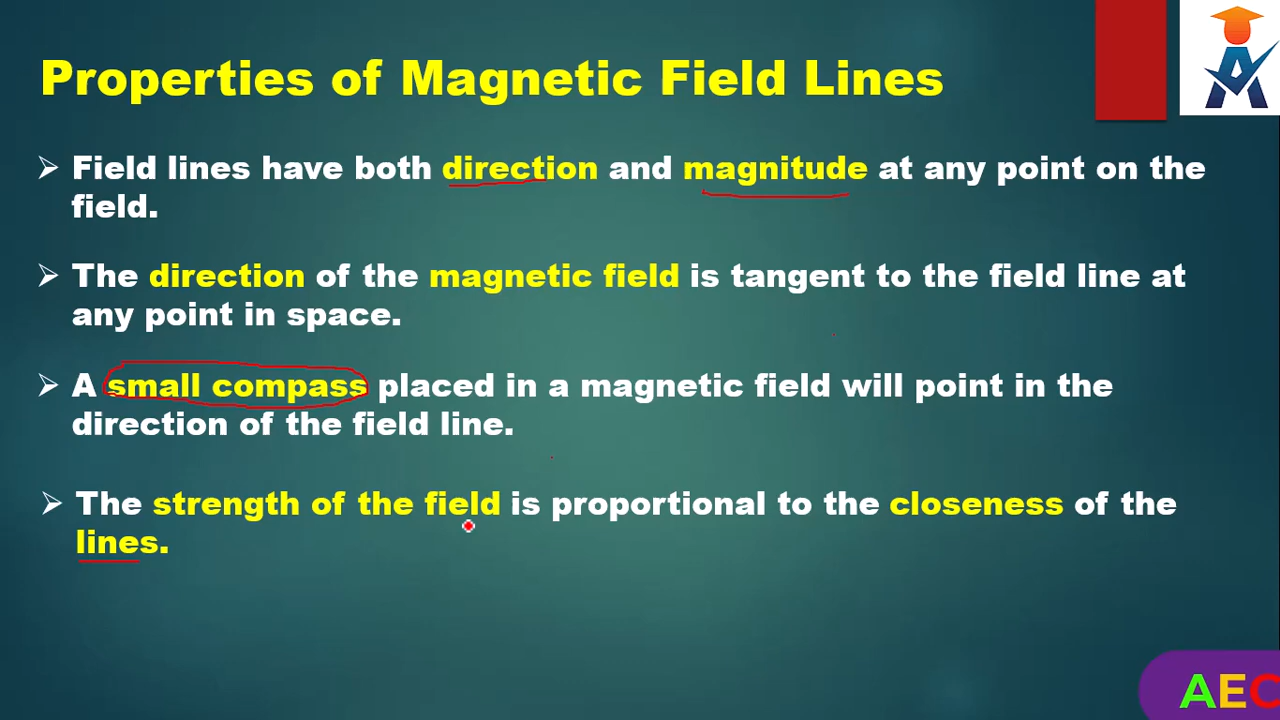 Properties of Magnetic Field Lines
Field lines have both direction and magnitude at any point on the
field.
The direction of the magnetic field is tangent to the field line at
any point in space.
A small compass placed in a magnetic field will point in the
direction of the field line.
The strength of the field is proportional to the closeness of the
lines.
AEC